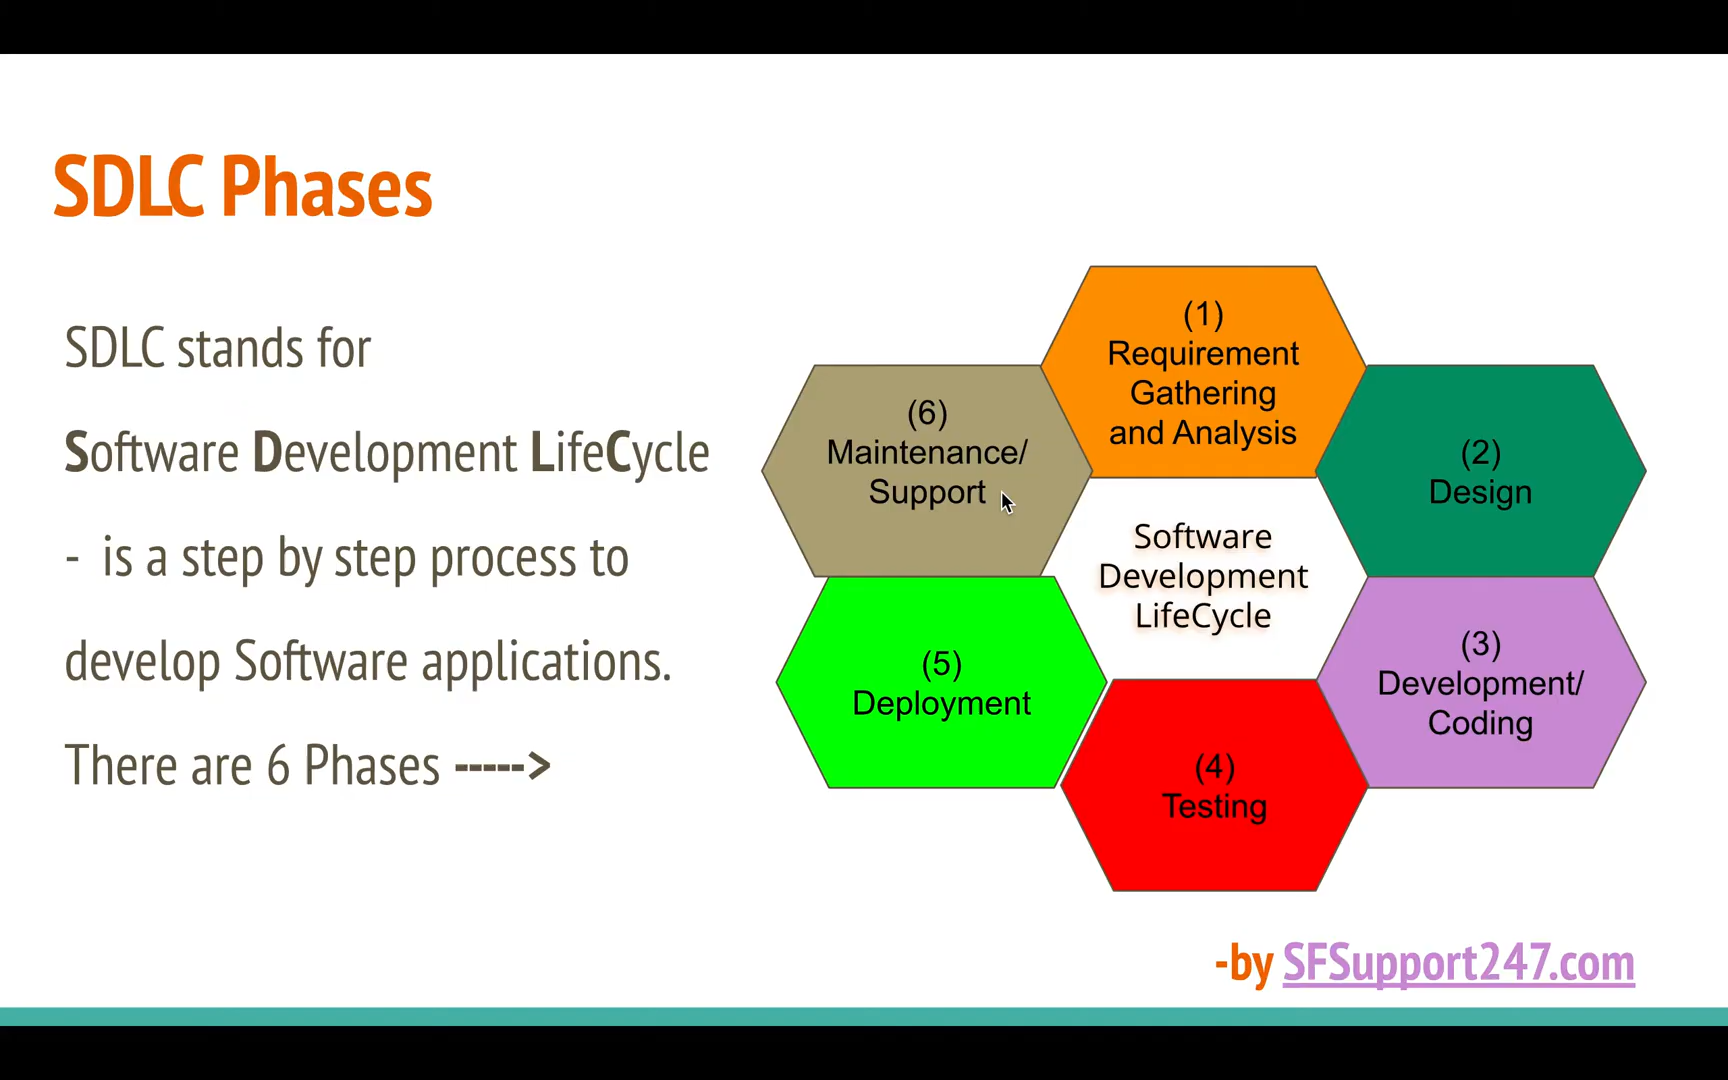 SDLC Phases
SDLC stands for
Software Development LifeCycle
- is a step by step process to
develop Software applications.
There are 6 Phases ----->
(1)
Requirement
Gathering
and Analysis
(2)
Design
(3)
Development/
Coding
(4)
Testing
(5)
Deployment
(6)
Maintenance/
Support
Software
Development
LifeCycle
-by SFSupport247.com